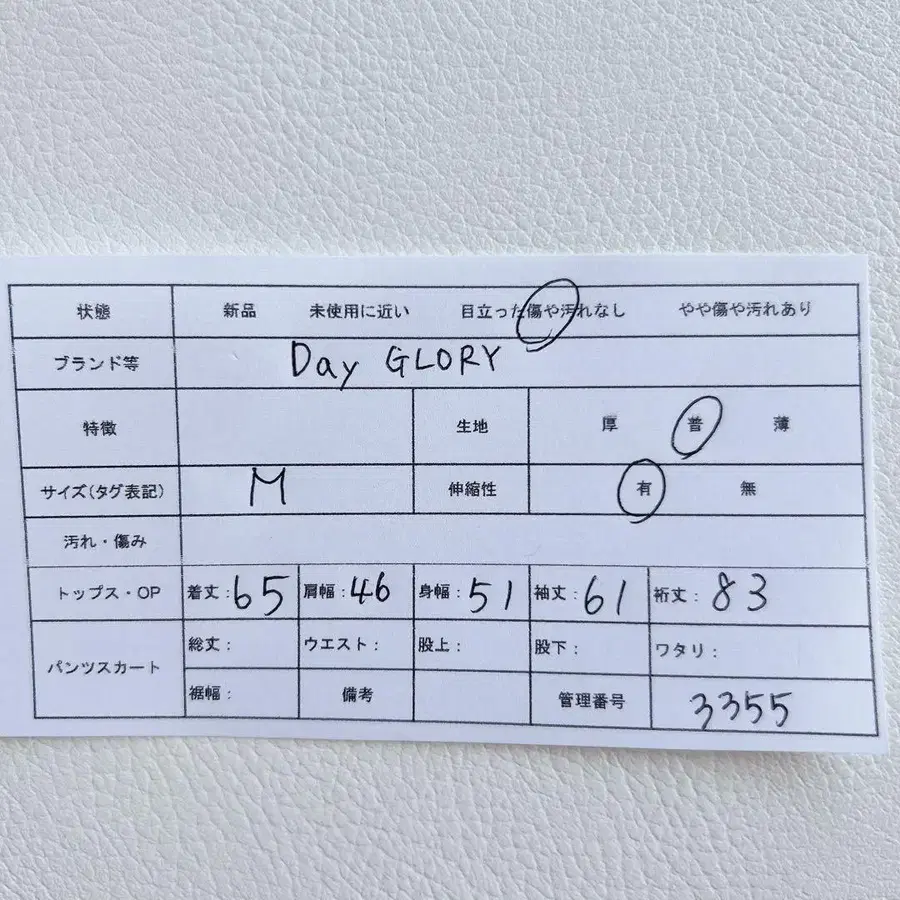 状態 新品 未使用に近い 目立った傷や汚れなし やや傷や汚れあり
ブランド等 Day GLORY
特徴 生地 厚 普 薄
サイズ(タグ表記) M 伸縮性 有 無
汚れ・傷み
トップス・OP 着丈:65 肩幅:46 身幅:51 袖丈:61 裄丈:83
パンツスカート 総丈: ウエスト: 股上: 股下: ワタリ:
裾幅: 備考 管理番号 3355